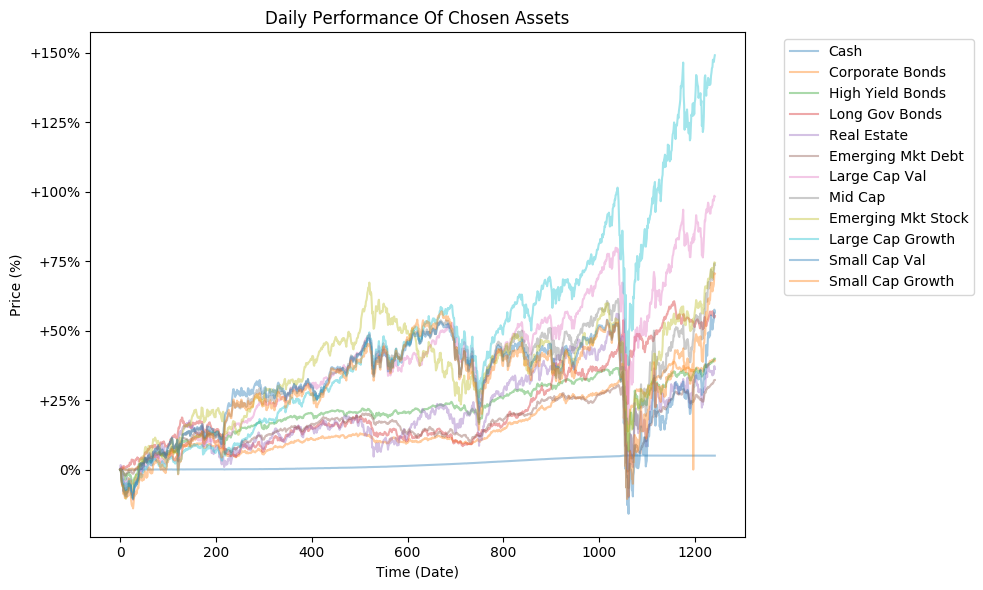 Daily Performance Of Chosen Assets
+150%
+125%
+100%
+75%
+50%
+25%
0%
Price (%)
0 200 400 600 800 1000 1200
Time (Date)
Cash
Corporate Bonds
High Yield Bonds
Long Gov Bonds
Real Estate
Emerging Mkt Debt
Large Cap Val
Mid Cap
Emerging Mkt Stock
Large Cap Growth
Small Cap Val
Small Cap Growth